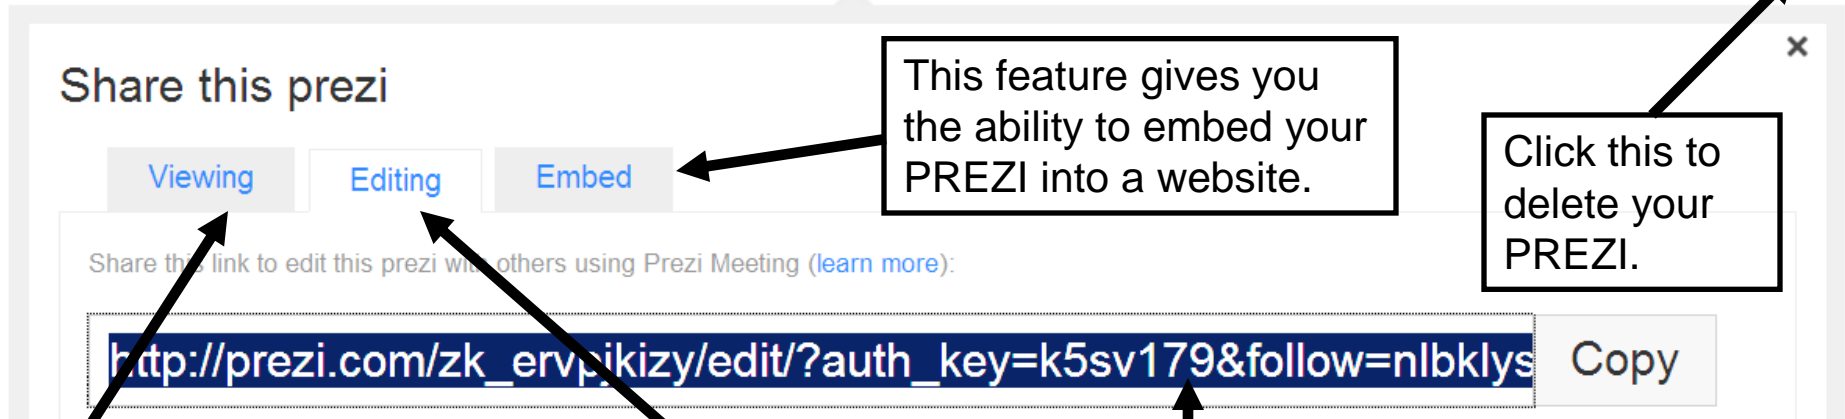 Share this prezi
This feature gives you
the ability to embed your
PREZI into a website.
Click this to
delete your
PREZI.
Viewing
Editing
Embed
Share this link to edit this prezi with others using Prezi Meeting (learn more):
http://prezi.com/zk_ervpjkizy/edit/?auth_key=k5sv179&follow=nlbklys
Copy